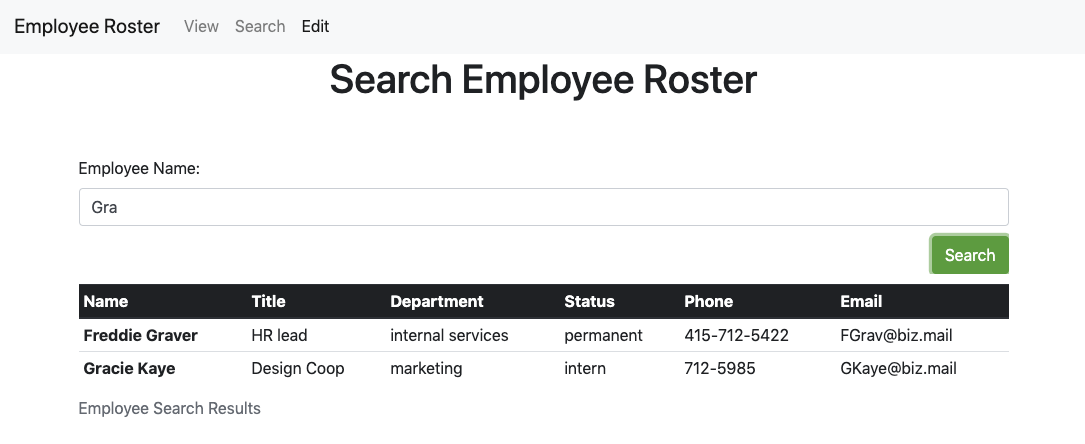 Employee Roster View Search Edit
Search Employee Roster
Employee Name:
Gra
Search
Name Title Department Status Phone Email
Freddie Graver HR lead internal services permanent 415-712-5422 FGrav@biz.mail
Gracie Kaye Design Coop marketing intern 712-5985 GKaye@biz.mail
Employee Search Results